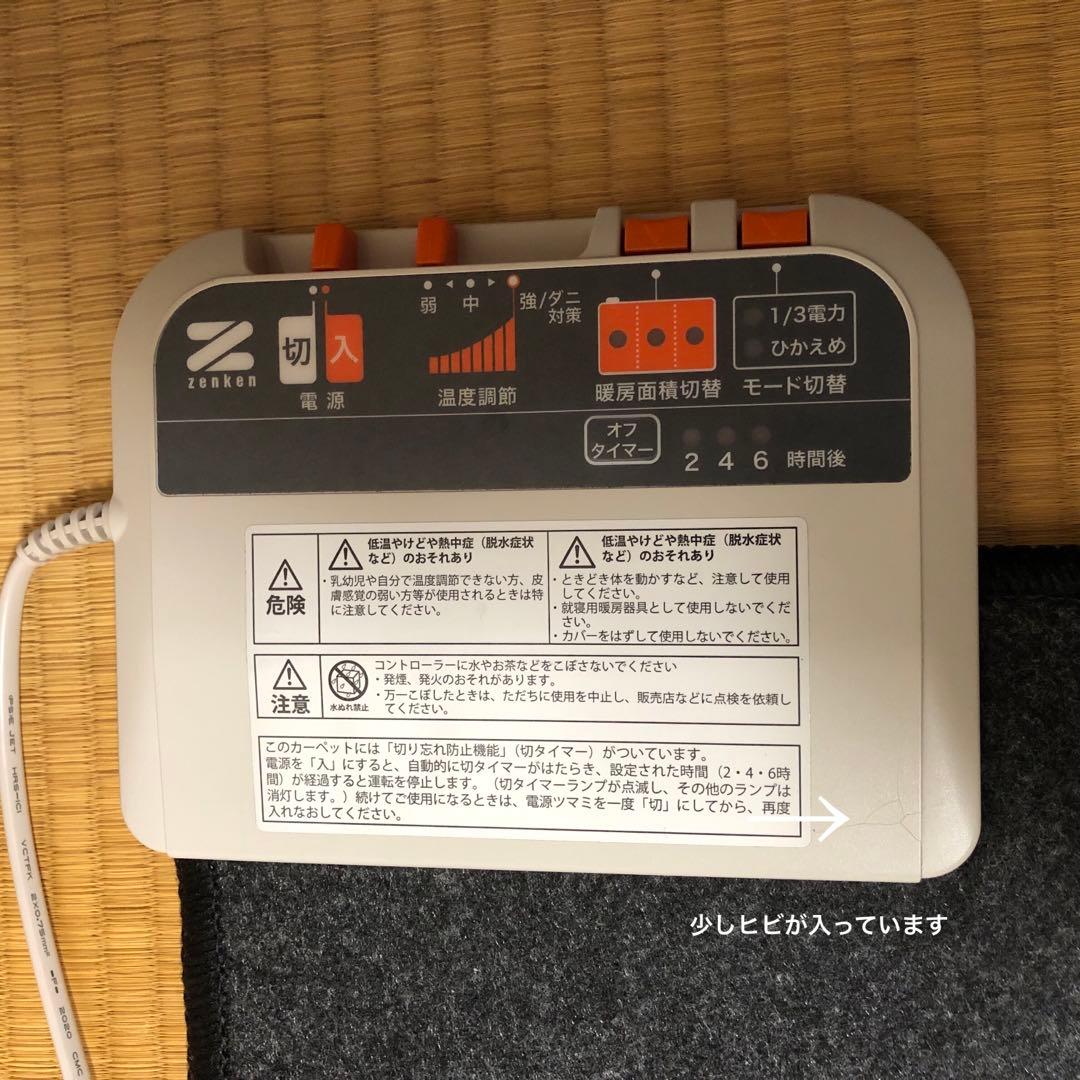 zenken
切 入
電源
弱 中 強/ダニ
対策
温度調節
暖房面積切替
1/3電力
ひかえめ
モード切替
オフ
タイマー
2 4 6 時間後
危険
低温やけどや熱中症（脱水症状
など）のおそれあり
・乳幼児や自分で温度調節できない方、皮
膚感覚の弱い方等が使用されるときは特
に注意してください。
低温やけどや熱中症（脱水症状
など）のおそれあり
・ときどき体を動かすなど、注意して使用
してください。
・就寝用暖房器具として使用しないでくだ
さい。
・カバーをはずして使用しないでください。
注意
水ぬれ禁止
コントローラーに水やお茶などをこぼさないでください
・発煙、発火のおそれがあります。
・万一こぼしたときは、ただちに使用を中止し、販売店などに点検を依頼し
てください。
このカーペットには「切り忘れ防止機能」（切タイマー）がついています。
電源を「入」にすると、自動的に切タイマーがはたらき、設定された時間（2・4・6時
間）が経過すると運転を停止します。（切タイマーランプが点滅し、その他のランプは
消灯します。）続けてご使用になるときは、電源ツマミを一度「切」にしてから、再度
入れなおしてください。
少しヒビが入っています
PSE JET HRS-ICI
VCTFK 2X0.75mm² 2020 CMC